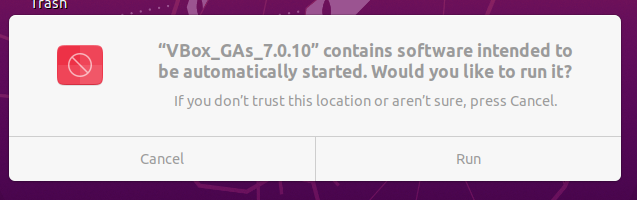 Trash
“VBox_GAs_7.0.10” contains software intended to
be automatically started. Would you like to run it?
If you don’t trust this location or aren’t sure, press Cancel.
Cancel
Run